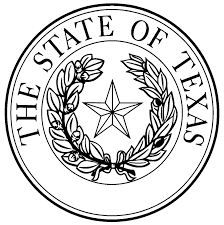 THE STATE OF TEXAS